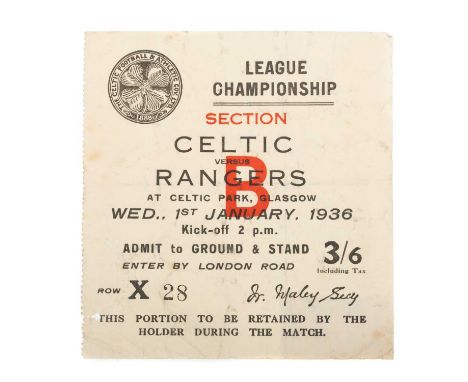 THE CELTIC FOOTBALL & ATHLETIC COY LTD.
1888
LEAGUE
CHAMPIONSHIP
SECTION
B
CELTIC
VERSUS
RANGERS
AT CELTIC PARK, GLASGOW
WED., 1ST JANUARY, 1936
Kick-off 2 p.m.
ADMIT to GROUND & STAND 3/6
ENTER BY LONDON ROAD Including Tax
ROW X 28 W. Maley Secy
THIS PORTION TO BE RETAINED BY THE
HOLDER DURING THE MATCH.